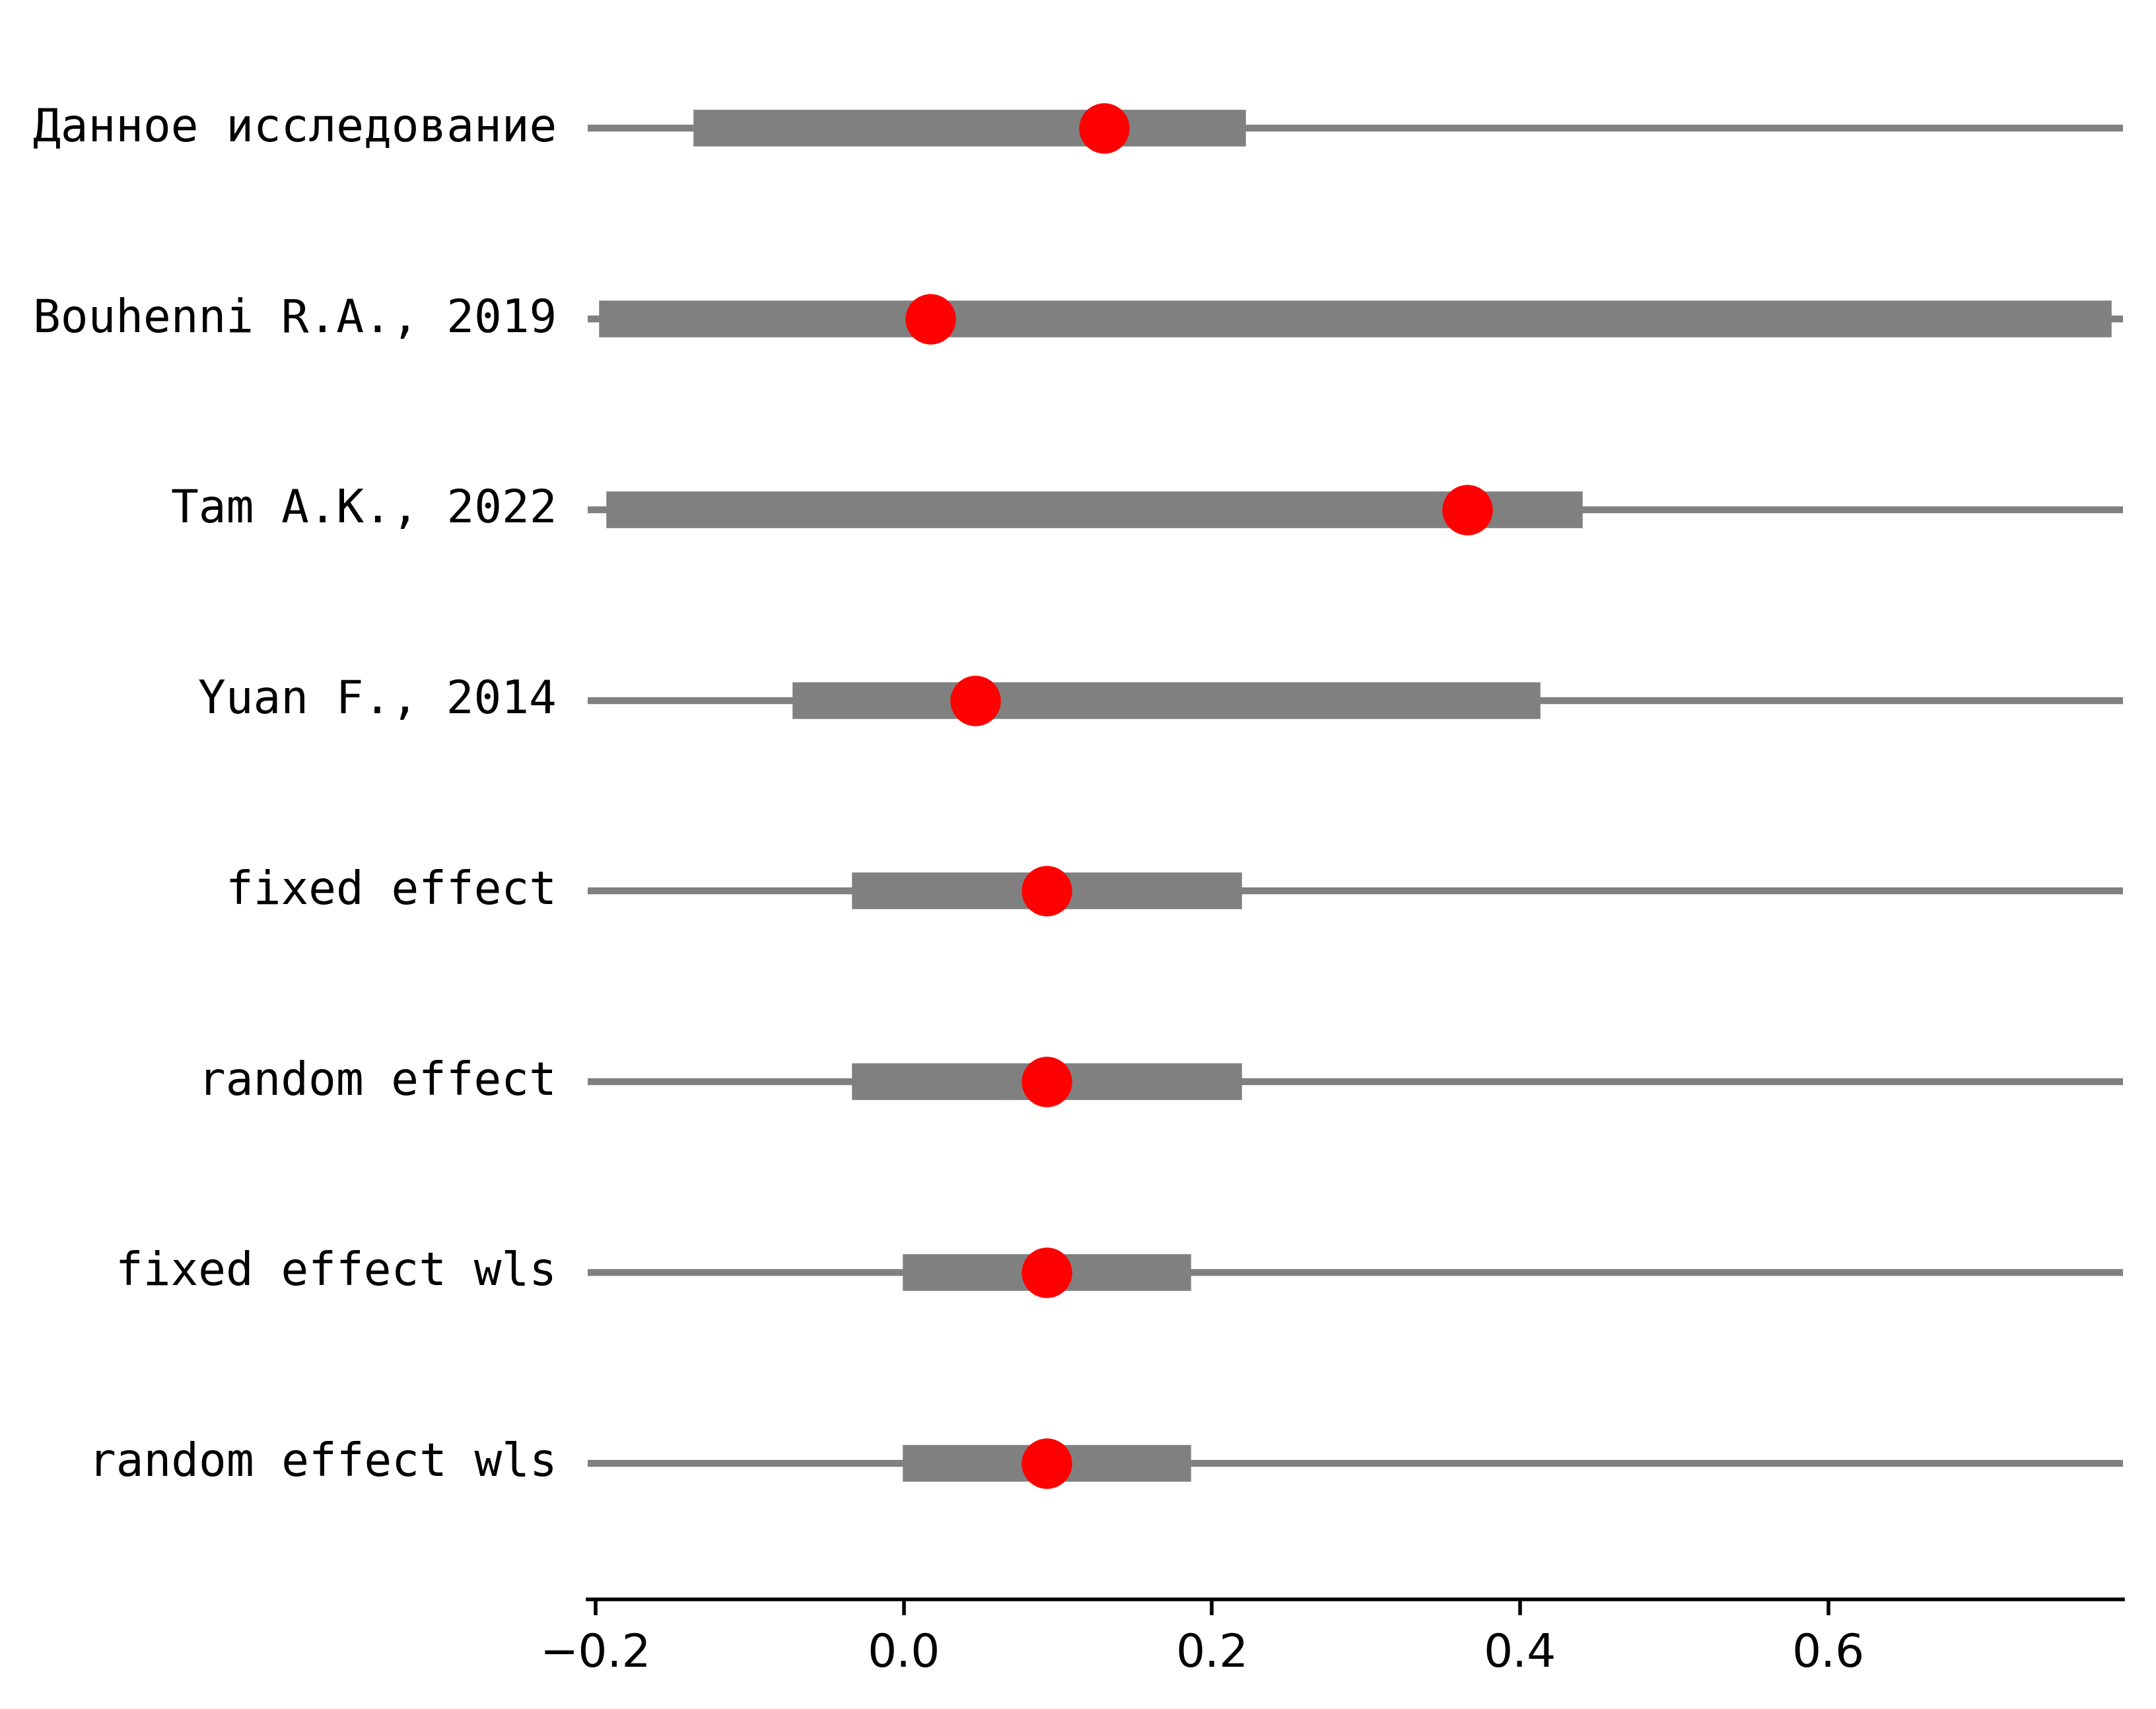 Данное исследование
Bouhenni R.A., 2019
Tam A.K., 2022
Yuan F., 2014
fixed effect
random effect
fixed effect wls
random effect wls
−0.2 0.0 0.2 0.4 0.6